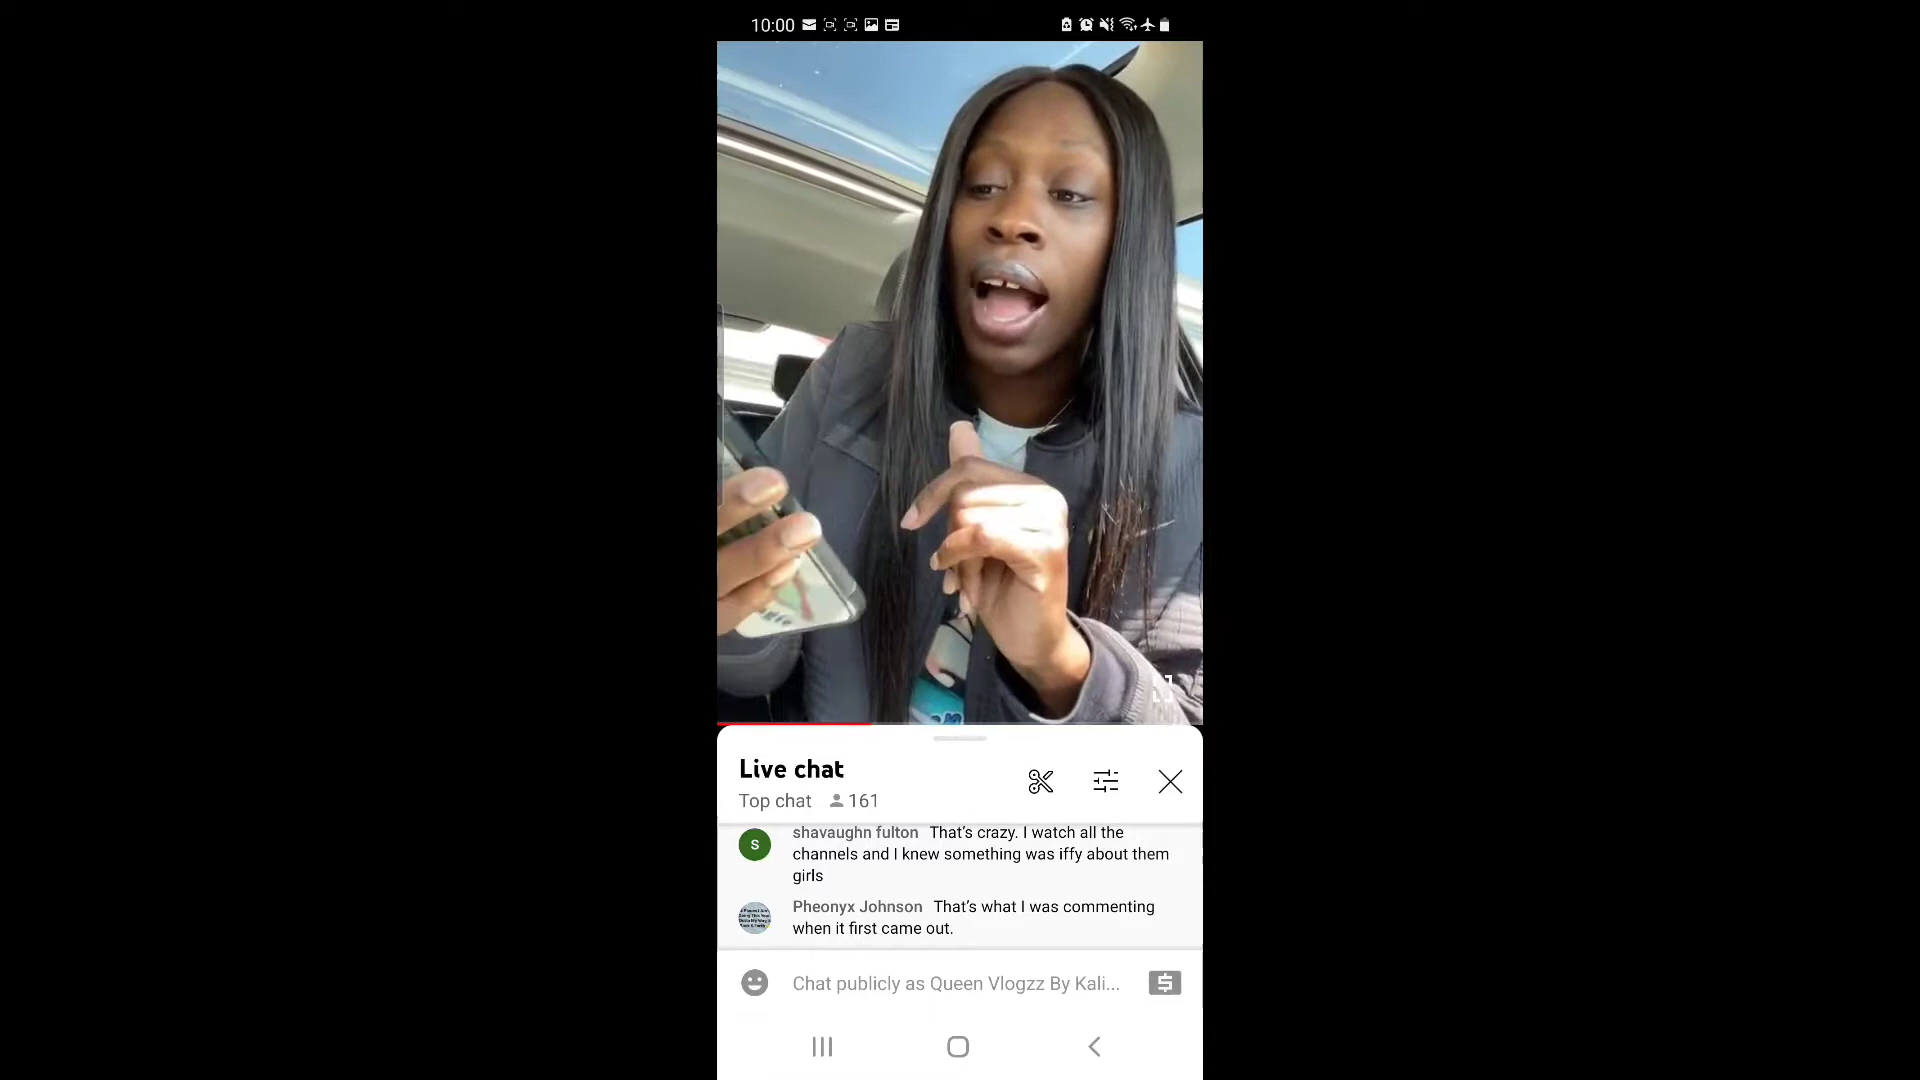 10:00
Live chat
Top chat 161
shavaughn fulton That's crazy. I watch all the
channels and I knew something was iffy about them
girls
S
Pheonyx Johnson That's what I was commenting
when it first came out.
Chat publicly as Queen Vlogzz By Kali...